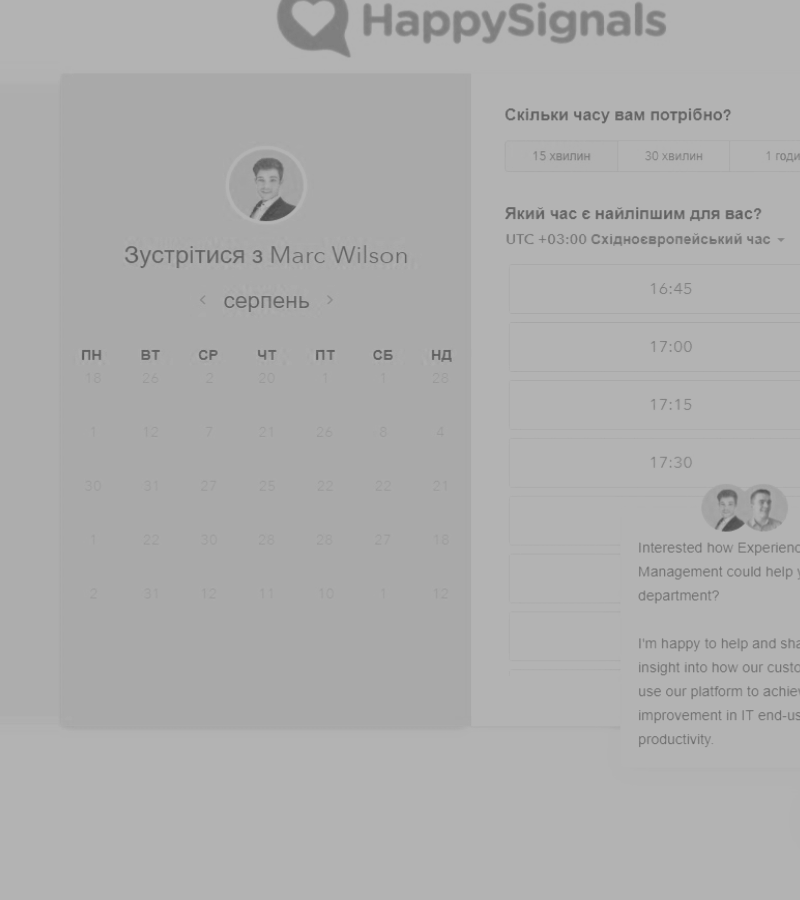 HappySignals
Зустрітися з Marc Wilson
серпень
ПН ВТ СР ЧТ ПТ СБ НД
18 26 2 20 1 1 28
1 12 7 21 26 8 4
30 31 27 25 22 22 21
1 22 30 28 28 27 18
2 31 12 11 10 1 12
Скільки часу вам потрібно?
15 хвилин 30 хвилин 1 годи
Який час є найліпшим для вас?
UTC +03:00 Східноєвропейський час
16:45
17:00
17:15
17:30
Interested how Experienc
Management could help y
department?
I'm happy to help and sha
insight into how our custo
use our platform to achiev
improvement in IT end-us
productivity.